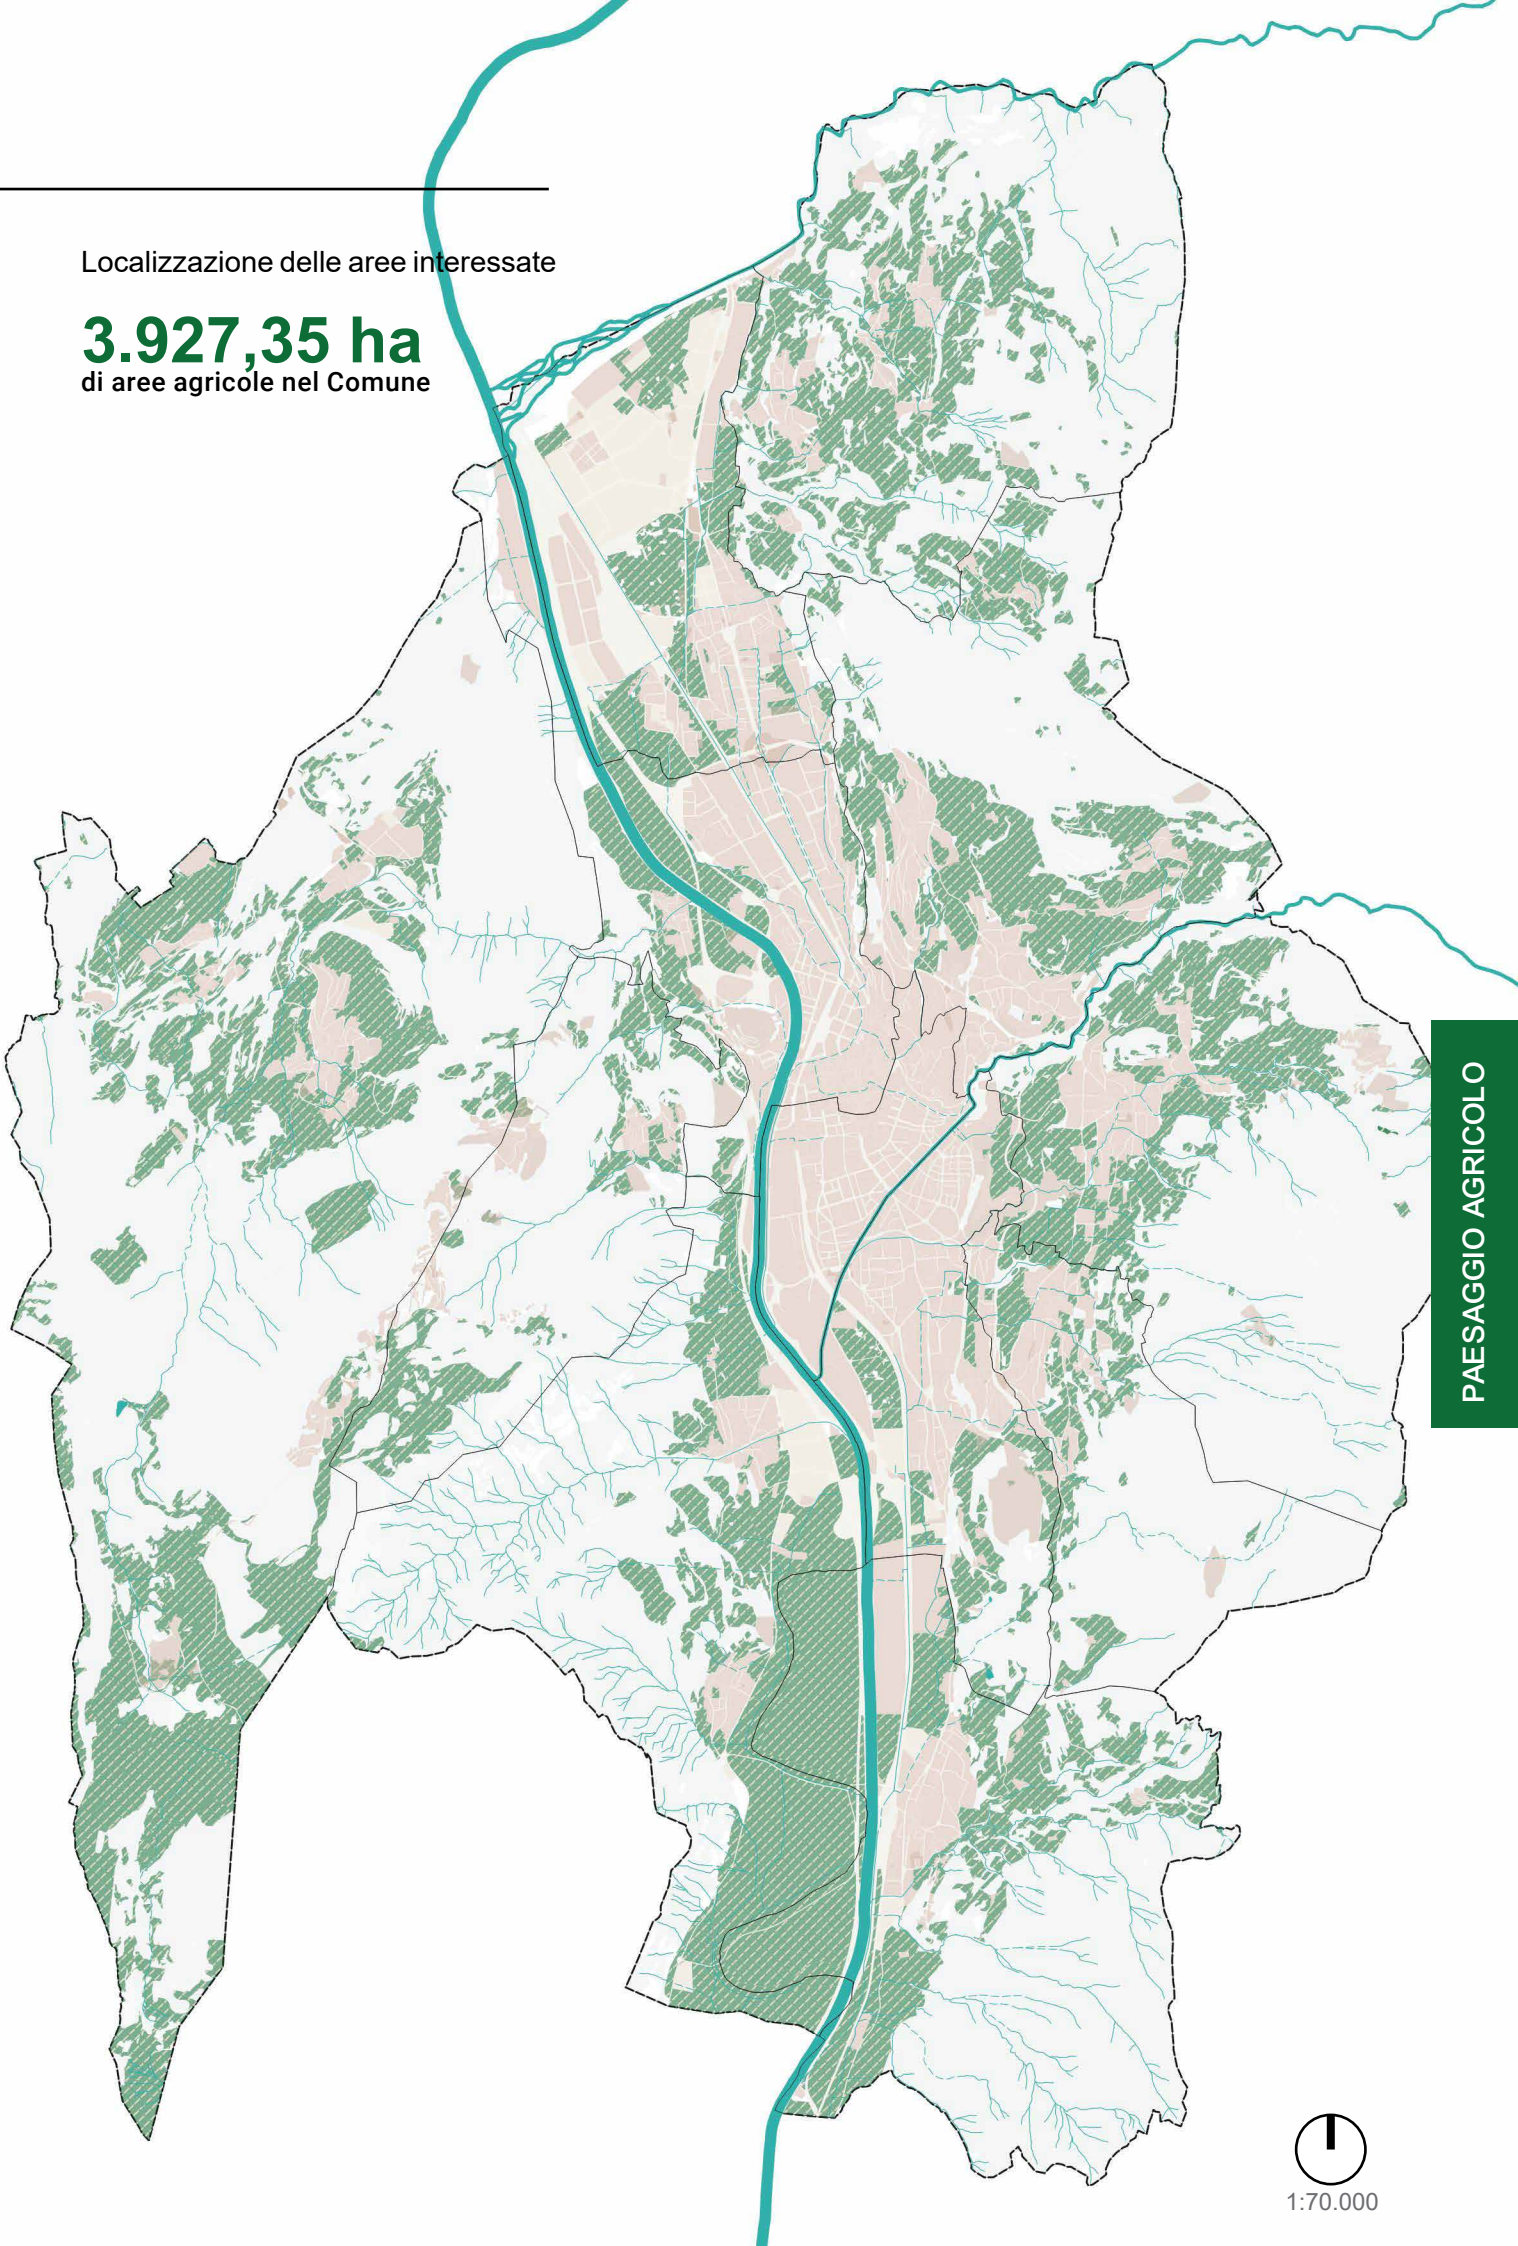 Localizzazione delle aree interessate
3.927,35 ha
di aree agricole nel Comune
PAESAGGIO AGRICOLO
1:70.000